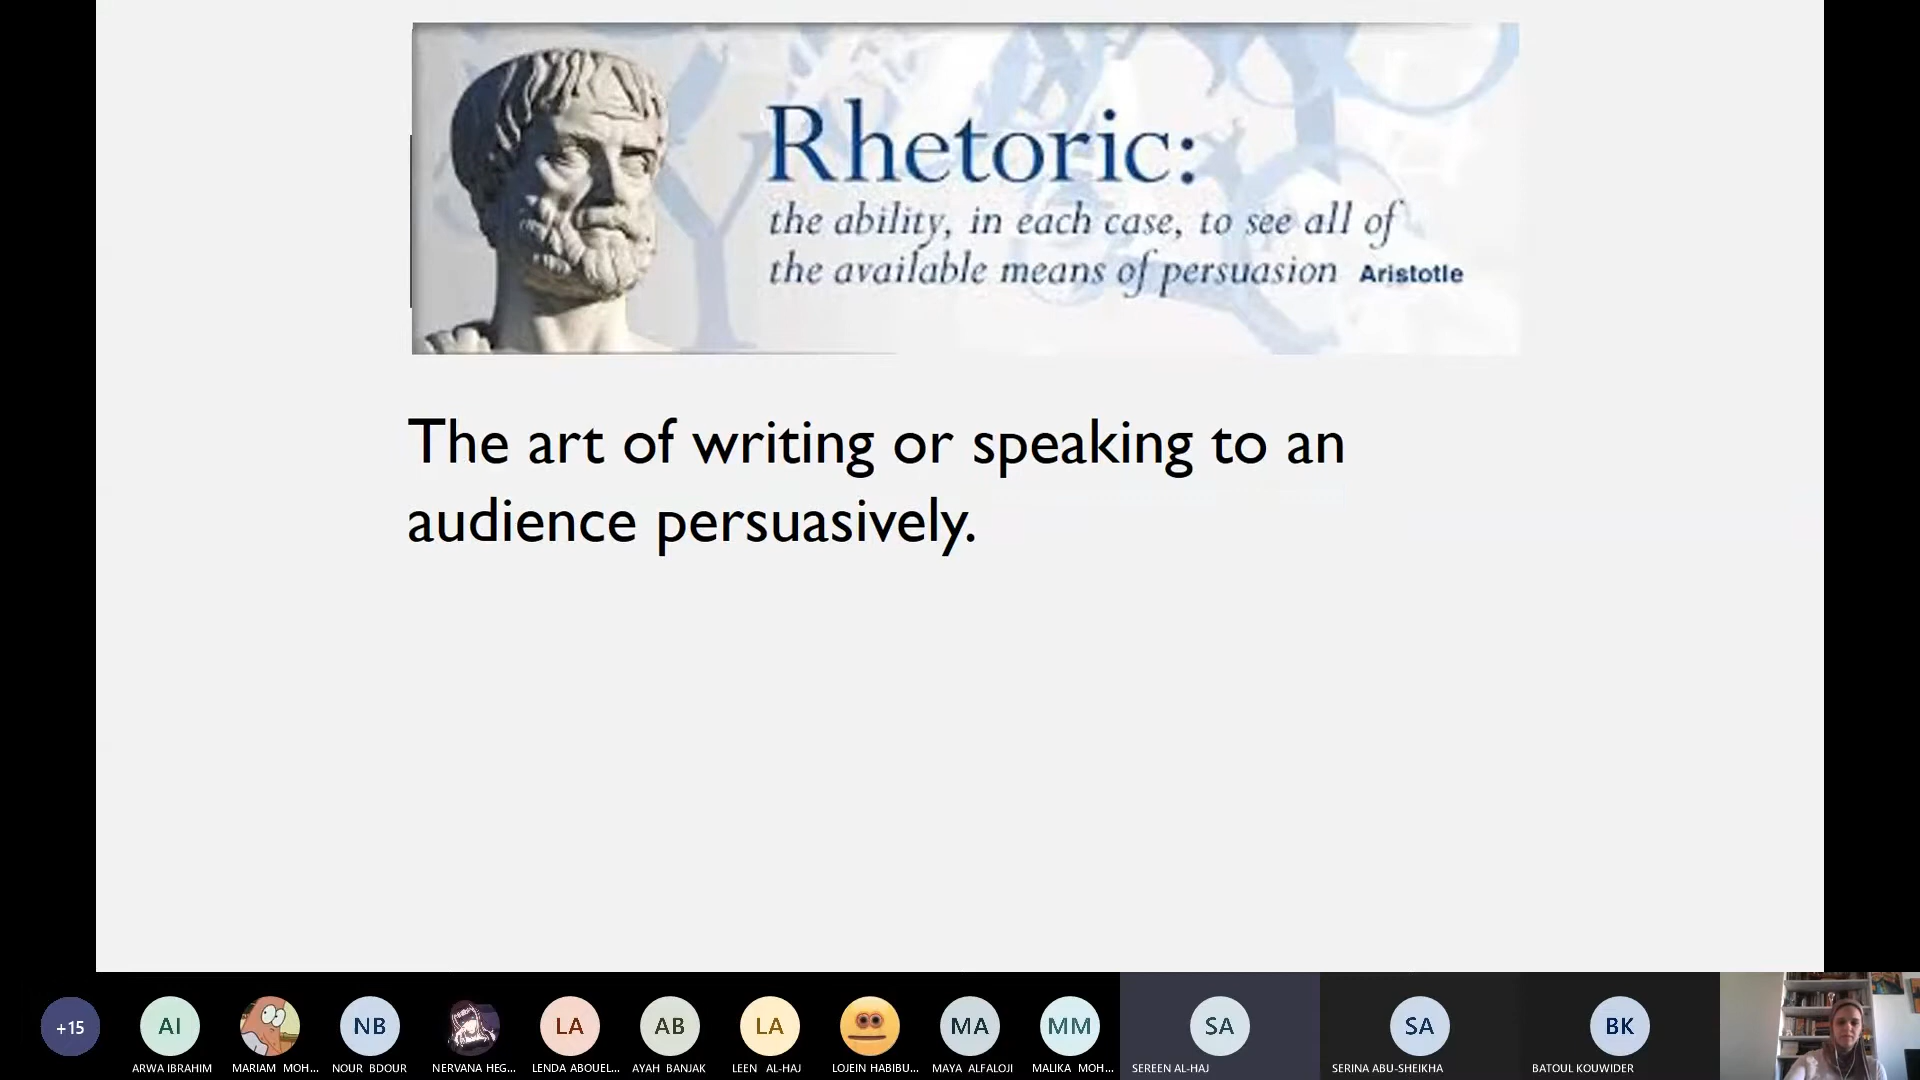 Rhetoric:
the ability, in each case, to see all of
the available means of persuasion Aristotle
The art of writing or speaking to an
audience persuasively.
+15
AI
NB
LA
AB
LA
MA
MM
SA
SA
BK
ARWA IBRAHIM
MARIAM MOH...
NOUR BDOUR
NERVANA HEG...
LENDA ABOUEL...
AYAH BANJAK
LEEN AL-HAJ
LOJEIN HABIBU...
MAYA ALFALOJI
MALIKA MOH...
SEREEN AL-HAJ
SERINA ABU-SHEIKHA
BATOUL KOUWIDER